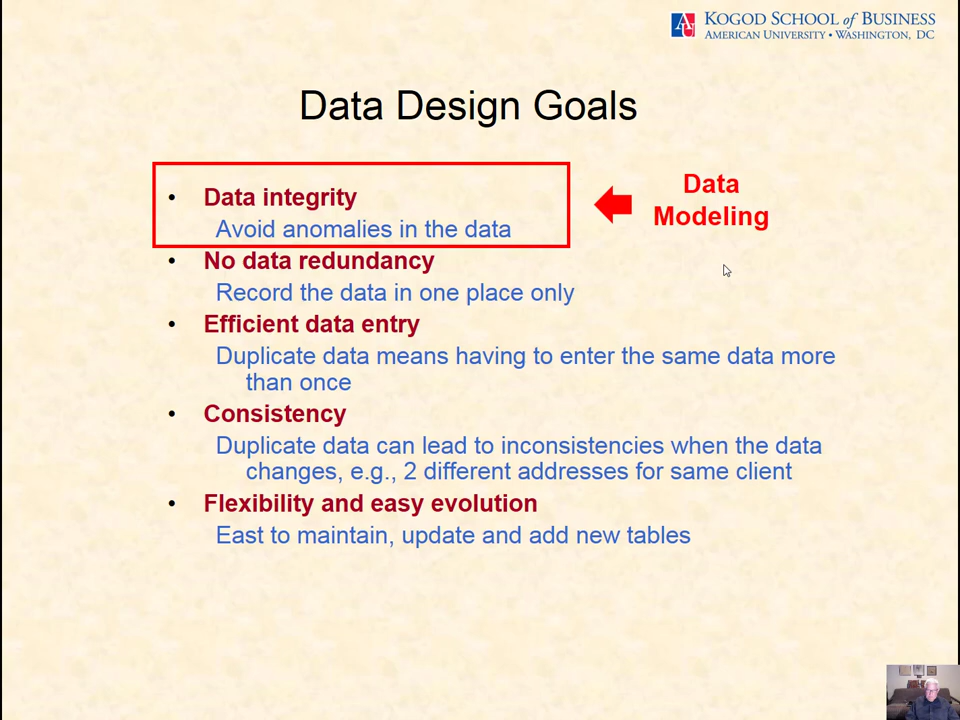 KOGOD SCHOOL of BUSINESS
AMERICAN UNIVERSITY • WASHINGTON, DC
Data Design Goals
• Data integrity
Avoid anomalies in the data
Data
Modeling
• No data redundancy
Record the data in one place only
• Efficient data entry
Duplicate data means having to enter the same data more
than once
• Consistency
Duplicate data can lead to inconsistencies when the data
changes, e.g., 2 different addresses for same client
• Flexibility and easy evolution
East to maintain, update and add new tables